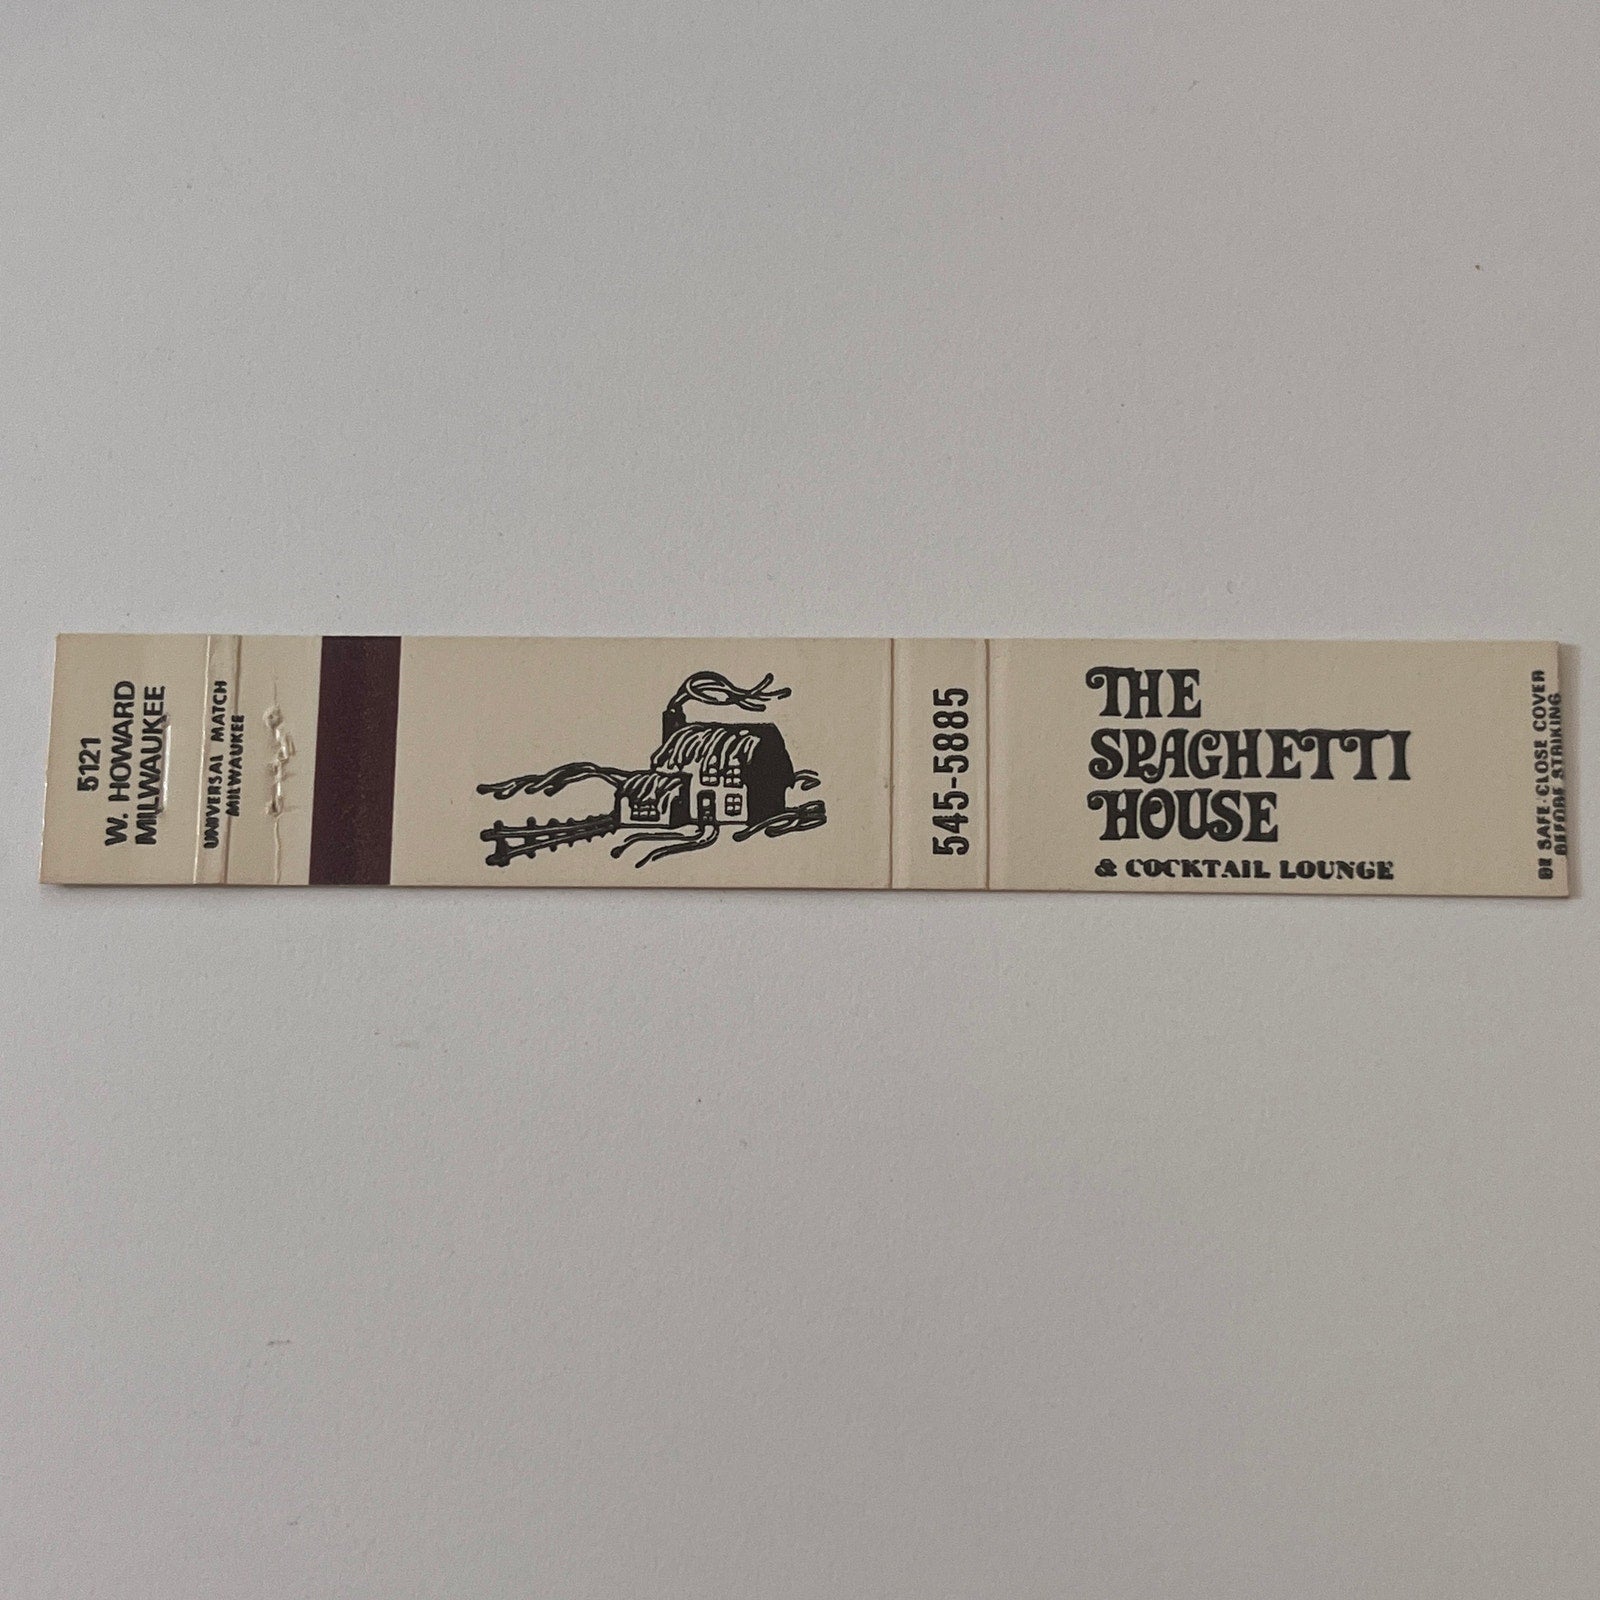 5121
W. HOWARD
MILWAUKEE
UNIVERSAL MATCH
MILWAUKEE
545-5885
THE
SPAGHETTI
HOUSE
& COCKTAIL LOUNGE
BE SAFE-CLOSE COVER
BEFORE STRIKING